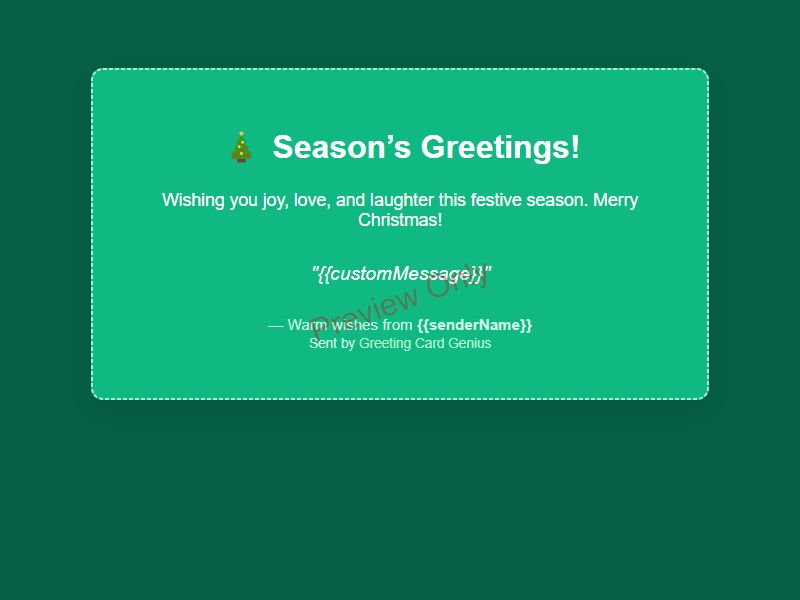 Season’s Greetings!
Wishing you joy, love, and laughter this festive season. Merry
Christmas!
"{{customMessage}}"
Preview Only
— Warm wishes from {{senderName}}
Sent by Greeting Card Genius